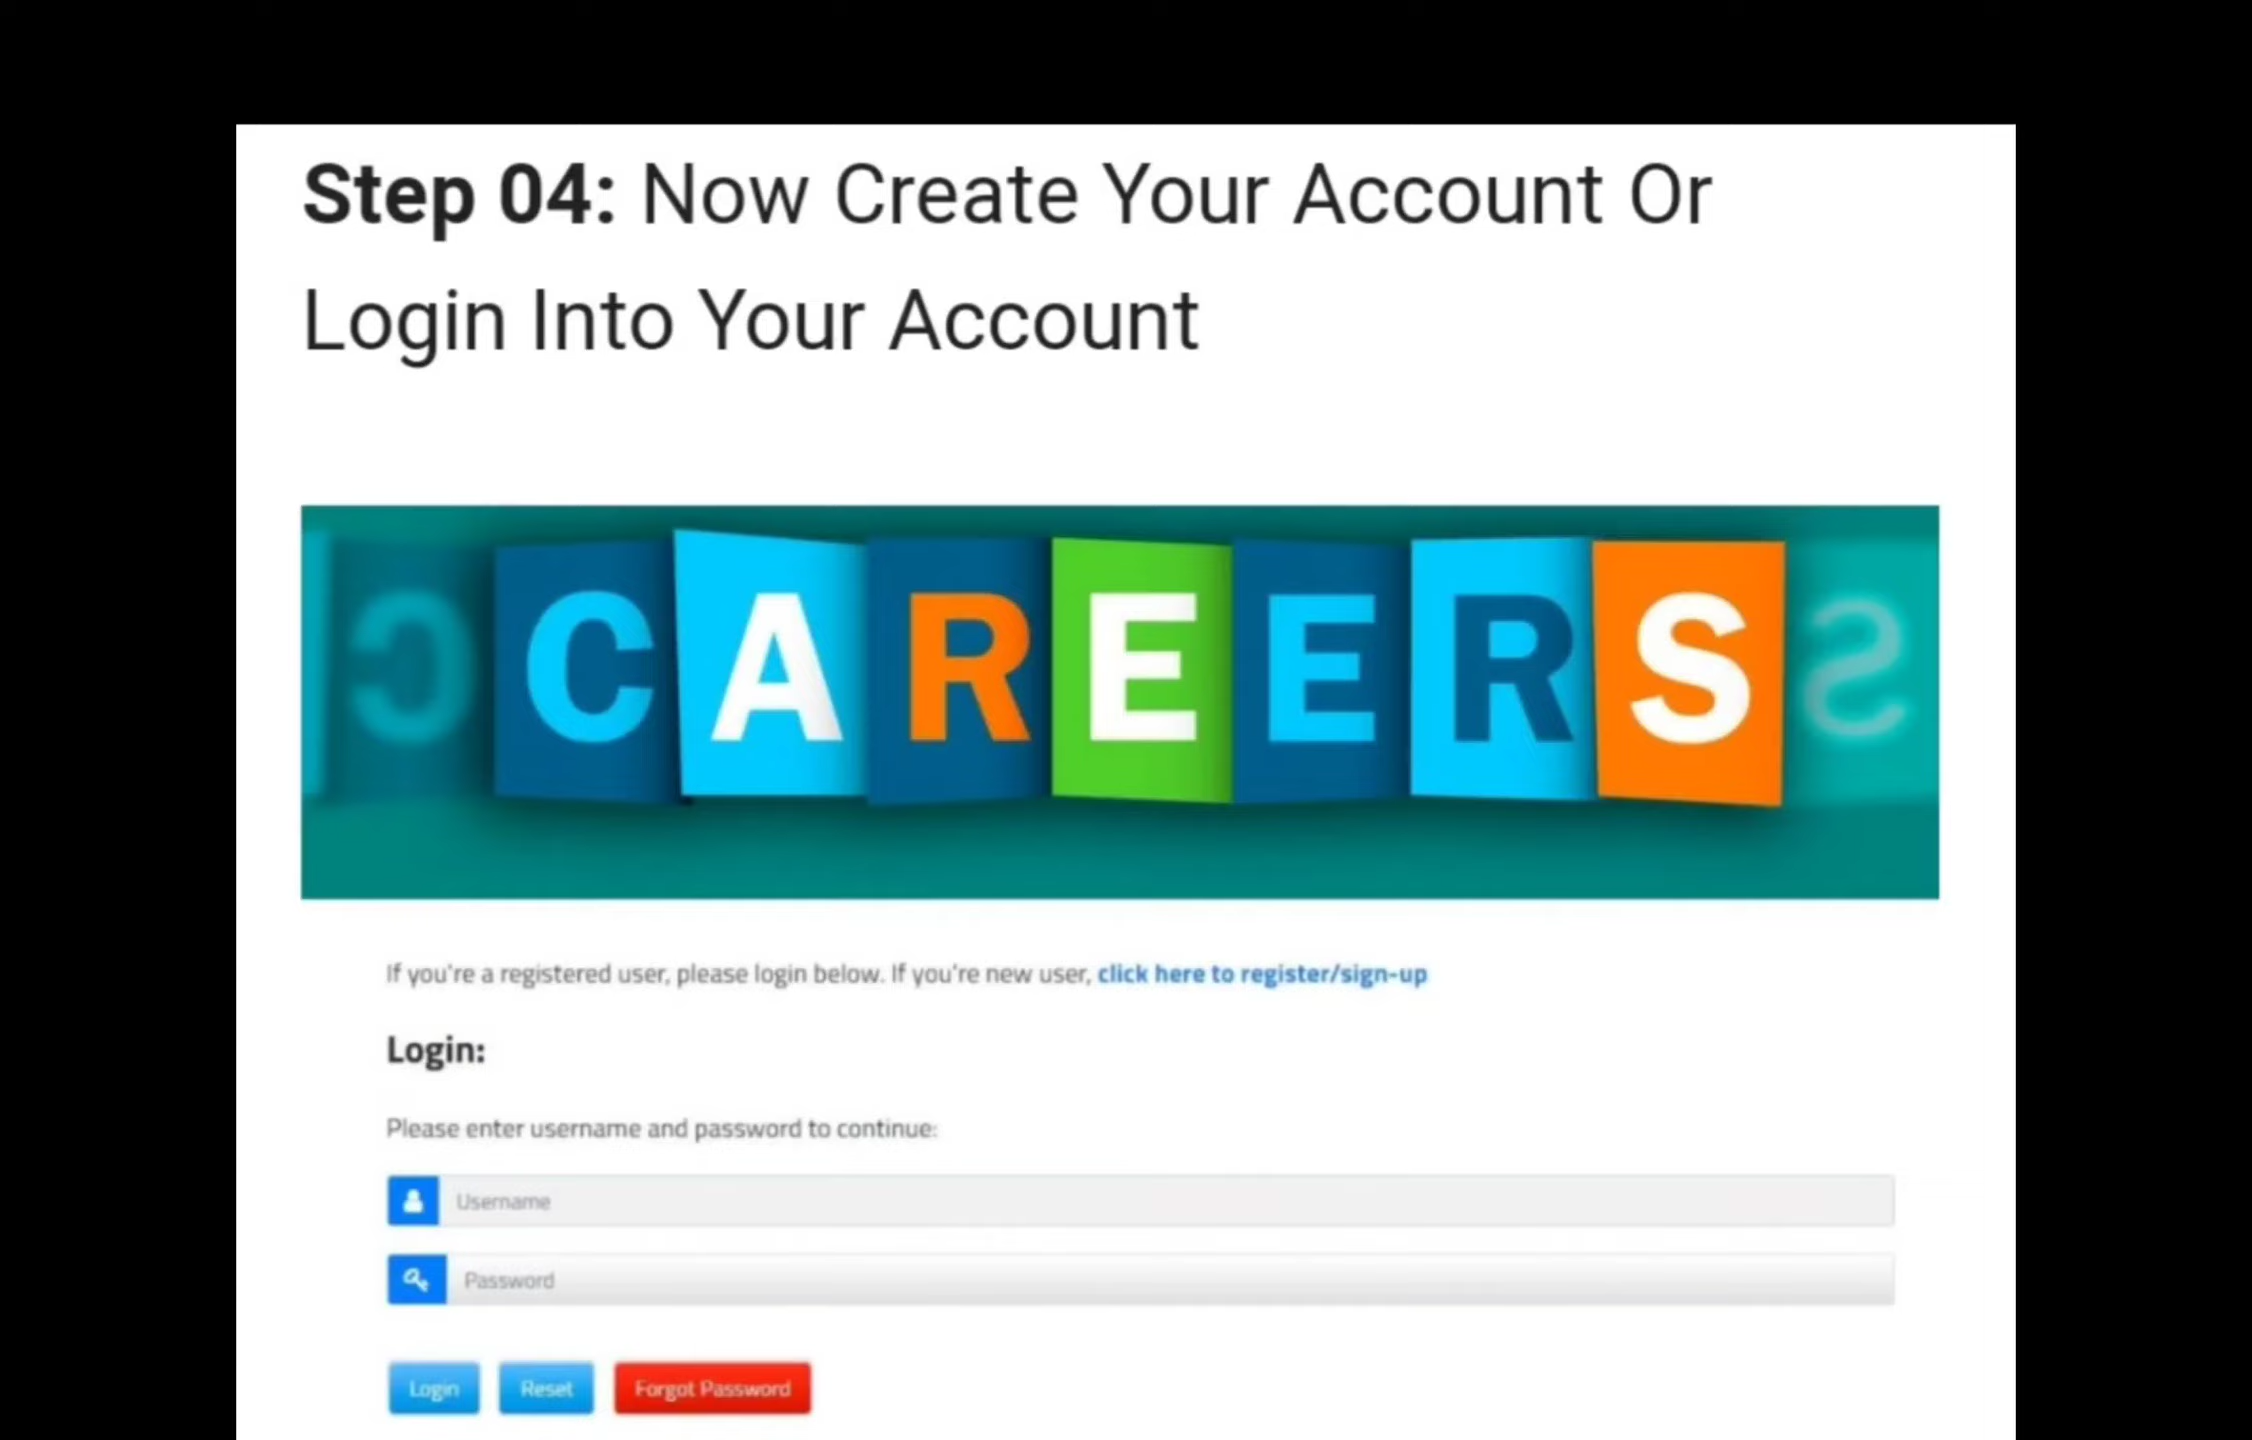 Step 04: Now Create Your Account Or
Login Into Your Account
C CAREERS S
If you're a registered user, please login below. If you're new user, click here to register/sign-up
Login:
Please enter username and password to continue:
Username
Password
Login Reset Forgot Password